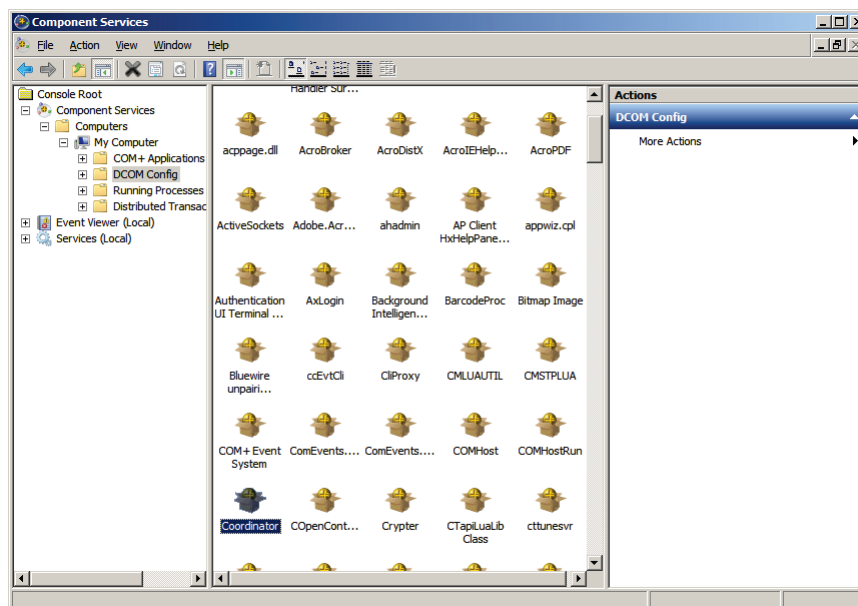 Component Services
File Action View Window Help
Console Root
Component Services
Computers
My Computer
COM+ Applications
DCOM Config
Running Processes
Distributed Transac
Event Viewer (Local)
Services (Local)
Handler Sur...
acppage.dll AcroBroker AcroDistX AcroIEHelp... AcroPDF
ActiveSockets Adobe.Acr... ahadmin AP Client
HxHelpPane... appwiz.cpl
Authentication
UI Terminal ... AxLogin Background
Intelligen... BarcodeProc Bitmap Image
Bluewire
unpairi... ccEvtCli CliProxy CMLUAUTIL CMSTPLUA
COM+ Event
System ComEvents.... ComEvents.... COMHost COMHostRun
Coordinator COpenCont... Crypter CTapiLuaLib
Class cttunesvr
Actions
DCOM Config
More Actions